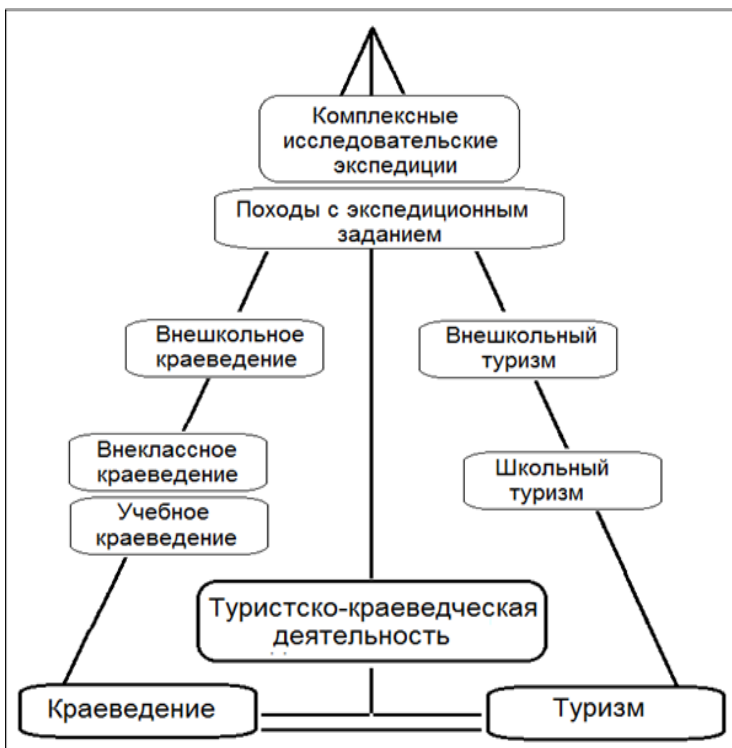 Комплексные
исследовательские
экспедиции
Походы с экспедиционным
заданием
Внешкольное
краеведение
Внешкольный
туризм
Внеклассное
краеведение
Школьный
туризм
Учебное
краеведение
Туристско-краеведческая
деятельность
Краеведение
Туризм